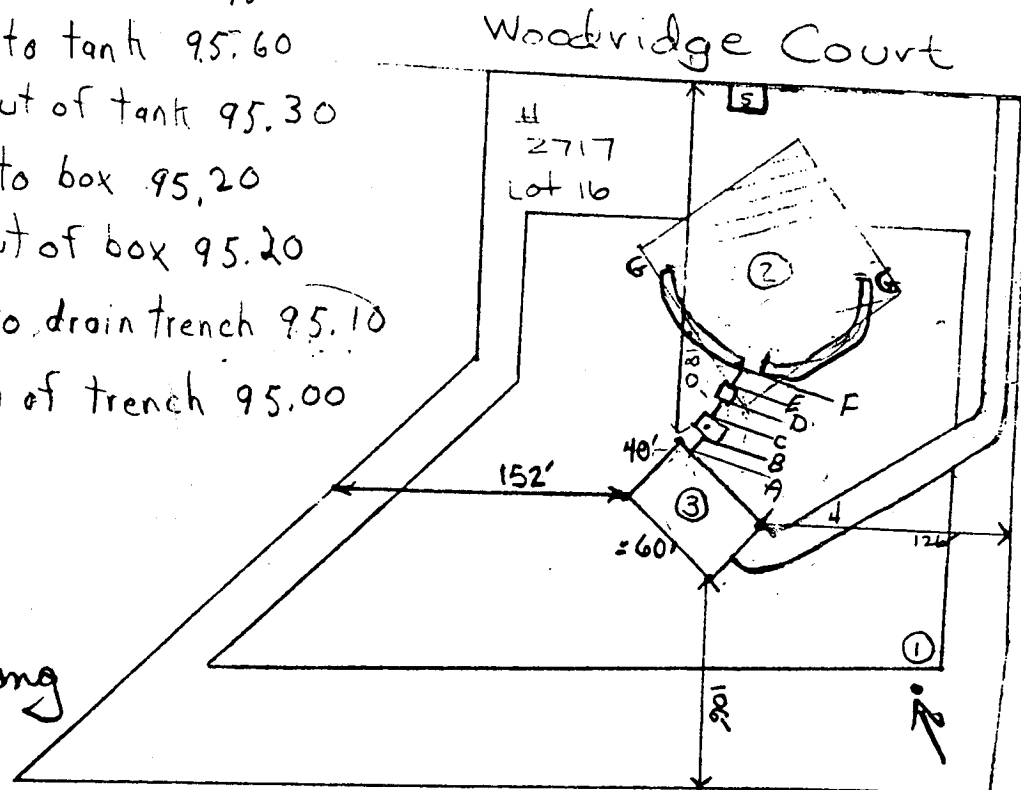 to tank 95.60
ut of tank 95.30
to box 95.20
ut of box 95.20
o drain trench 95.10
of trench 95.00
Woodridge Court
S
#
2717
Lot 16
G
2
G
F
E
D
C
B
A
180
40'
152'
3
60'
4
126
1